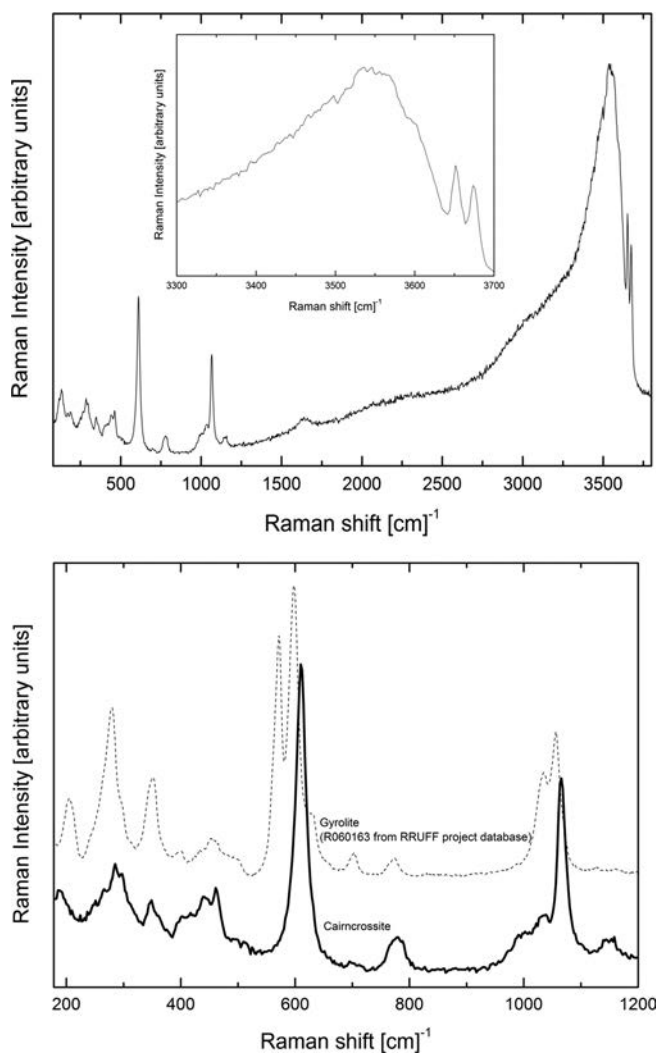 Raman Intensity [arbitrary units]
Raman Intensity [arbitrary units]
3300 3400 3500 3600 3700
Raman shift [cm]-1
500 1000 1500 2000 2500 3000 3500
Raman shift [cm]-1
Raman Intensity [arbitrary units]
Gyrolite
(R060163 from RRUFF project database)
Cairncrossite
200 400 600 800 1000 1200
Raman shift [cm]-1